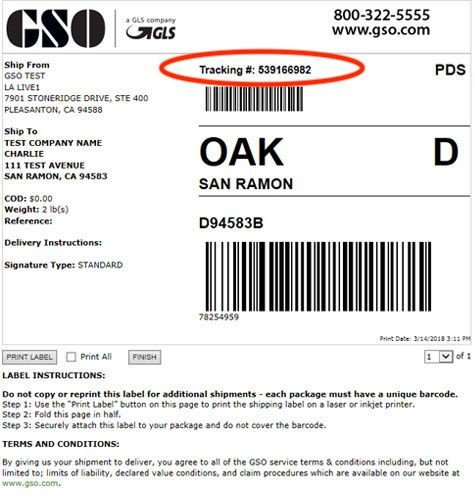 GSO
a GLS company
GLS
800-322-5555
www.gso.com
Ship From
GSO TEST
LA LIVE1
7901 STONERIDGE DRIVE, STE 400
PLEASANTON, CA 94588
Ship To
TEST COMPANY NAME
CHARLIE
111 TEST AVENUE
SAN RAMON, CA 94583
COD: $0.00
Weight: 2 lb(s)
Reference:
Delivery Instructions:
Signature Type: STANDARD
Tracking #: 539166982
PDS
OAK D
SAN RAMON
D94583B
78254959
Print Date: 3/14/2018 3:11 PM
PRINT LABEL Print All FINISH 1 of 1
LABEL INSTRUCTIONS:
Do not copy or reprint this label for additional shipments - each package must have a unique barcode.
Step 1: Use the "Print Label" button on this page to print the shipping label on a laser or inkjet printer.
Step 2: Fold this page in half.
Step 3: Securely attach this label to your package and do not cover the barcode.
TERMS AND CONDITIONS:
By giving us your shipment to deliver, you agree to all of the GSO service terms & conditions including, but not
limited to; limits of liability, declared value conditions, and claim procedures which are available on our website at
www.gso.com.